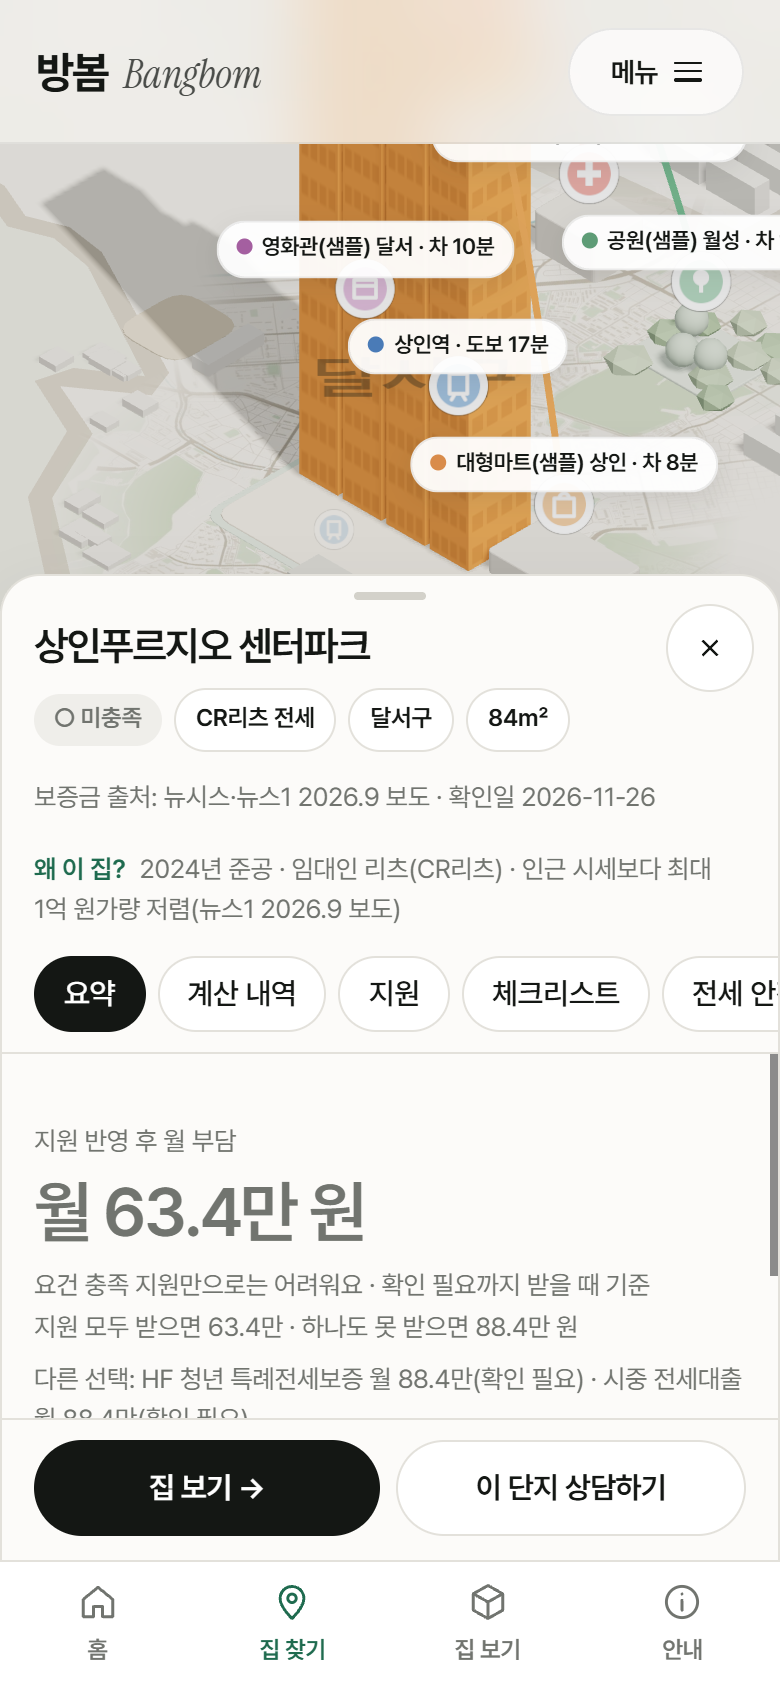 방봄 Bangbom
메뉴
영화관(샘플) 달서 · 차 10분
공원(샘플) 월성 · 차
상인역 · 도보 17분
대형마트(샘플) 상인 · 차 8분
상인푸르지오 센터파크
미충족
CR리츠 전세
달서구
84m²
보증금 출처: 뉴시스·뉴스1 2026.9 보도 · 확인일 2026-11-26
왜 이 집? 2024년 준공 · 임대인 리츠(CR리츠) · 인근 시세보다 최대
1억 원가량 저렴(뉴스1 2026.9 보도)
요약
계산 내역
지원
체크리스트
전세 안
지원 반영 후 월 부담
월 63.4만 원
요건 충족 지원만으로는 어려워요 · 확인 필요까지 받을 때 기준
지원 모두 받으면 63.4만 · 하나도 못 받으면 88.4만 원
다른 선택: HF 청년 특례전세보증 월 88.4만(확인 필요) · 시중 전세대출
월 88.4만(확인 필요)
집 보기 →
이 단지 상담하기
홈
집 찾기
집 보기
안내